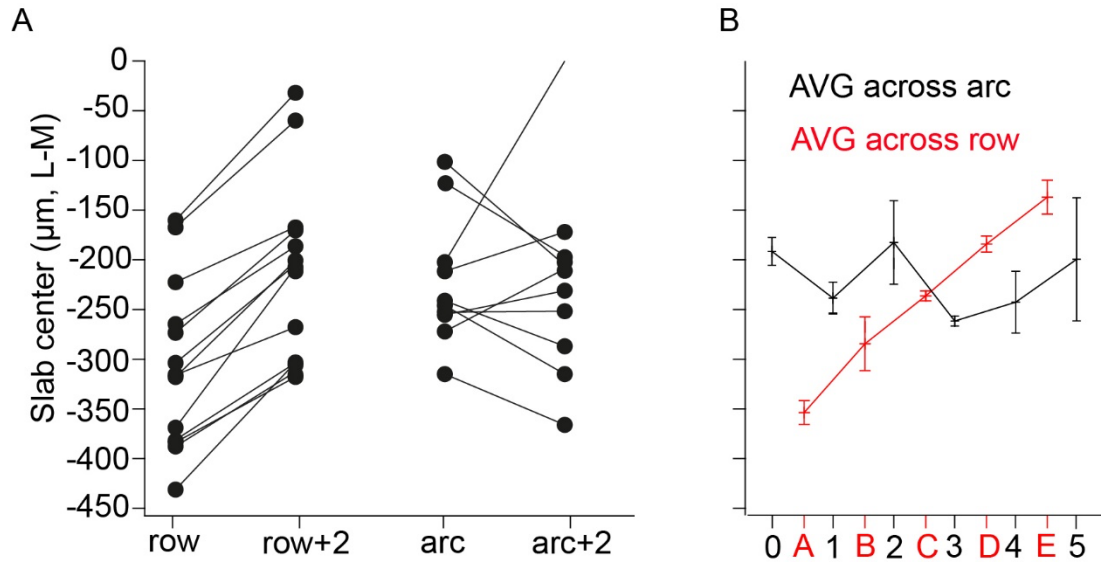 A
B
Slab center (µm, L-M)
0
-50
-100
-150
-200
-250
-300
-350
-400
-450
row row+2 arc arc+2
AVG across arc
AVG across row
0 A 1 B 2 C 3 D 4 E 5